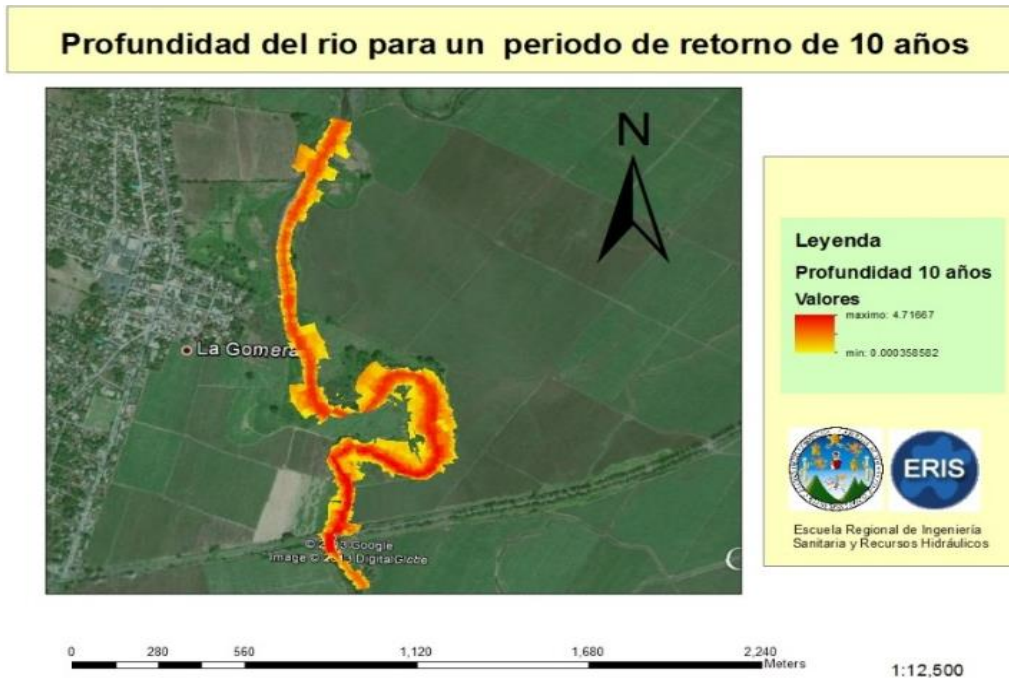 Profundidad del rio para un periodo de retorno de 10 años
N
La Gomera
© 2013 Google
Image © 2013 DigitalGlobe
Leyenda
Profundidad 10 años
Valores
maximo: 4.71667
min: 0.000358582
ERIS
Escuela Regional de Ingeniería
Sanitaria y Recursos Hidráulicos
0 280 560 1,120 1,680 2,240
Meters
1:12,500